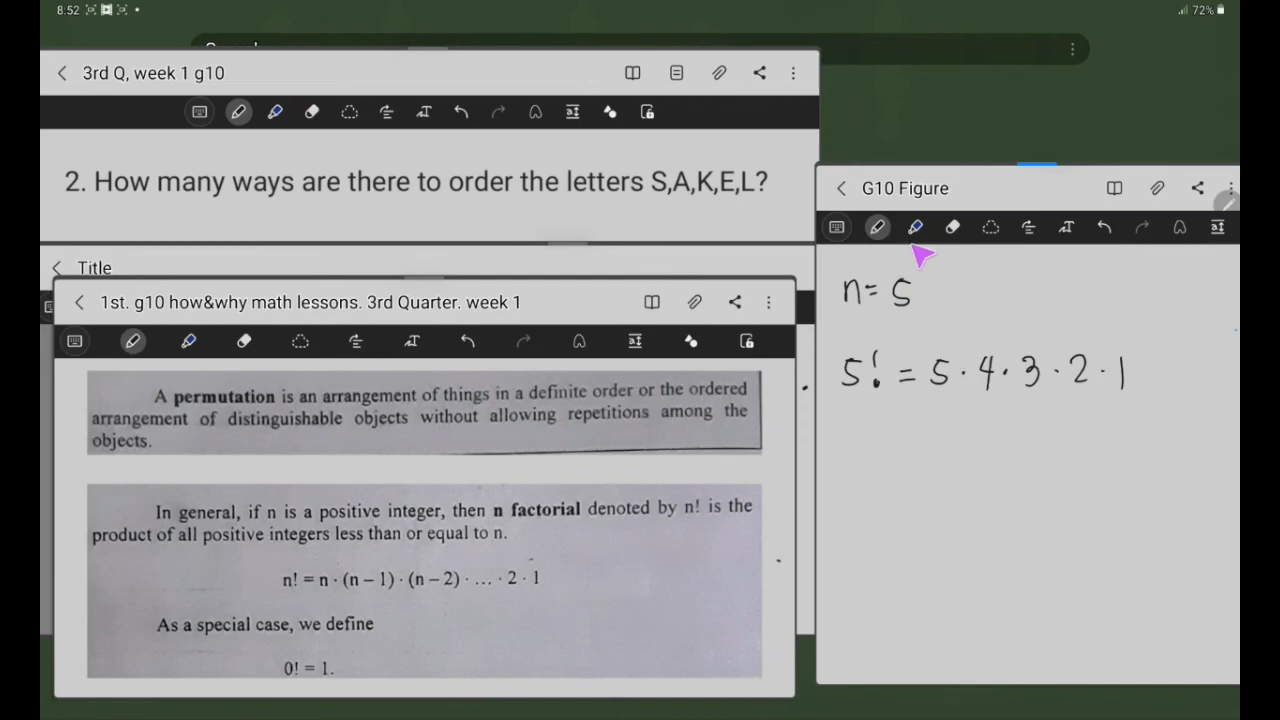 8:52
72%
3rd Q, week 1 g10
2. How many ways are there to order the letters S,A,K,E,L?
Title
1st. g10 how&why math lessons. 3rd Quarter. week 1
A permutation is an arrangement of things in a definite order or the ordered
arrangement of distinguishable objects without allowing repetitions among the
objects.
In general, if n is a positive integer, then n factorial denoted by n! is the
product of all positive integers less than or equal to n.
n! = n · (n – 1) · (n – 2) · … · 2 · 1
As a special case, we define
0! = 1.
G10 Figure
n= 5
5! = 5 · 4 · 3 · 2 · 1